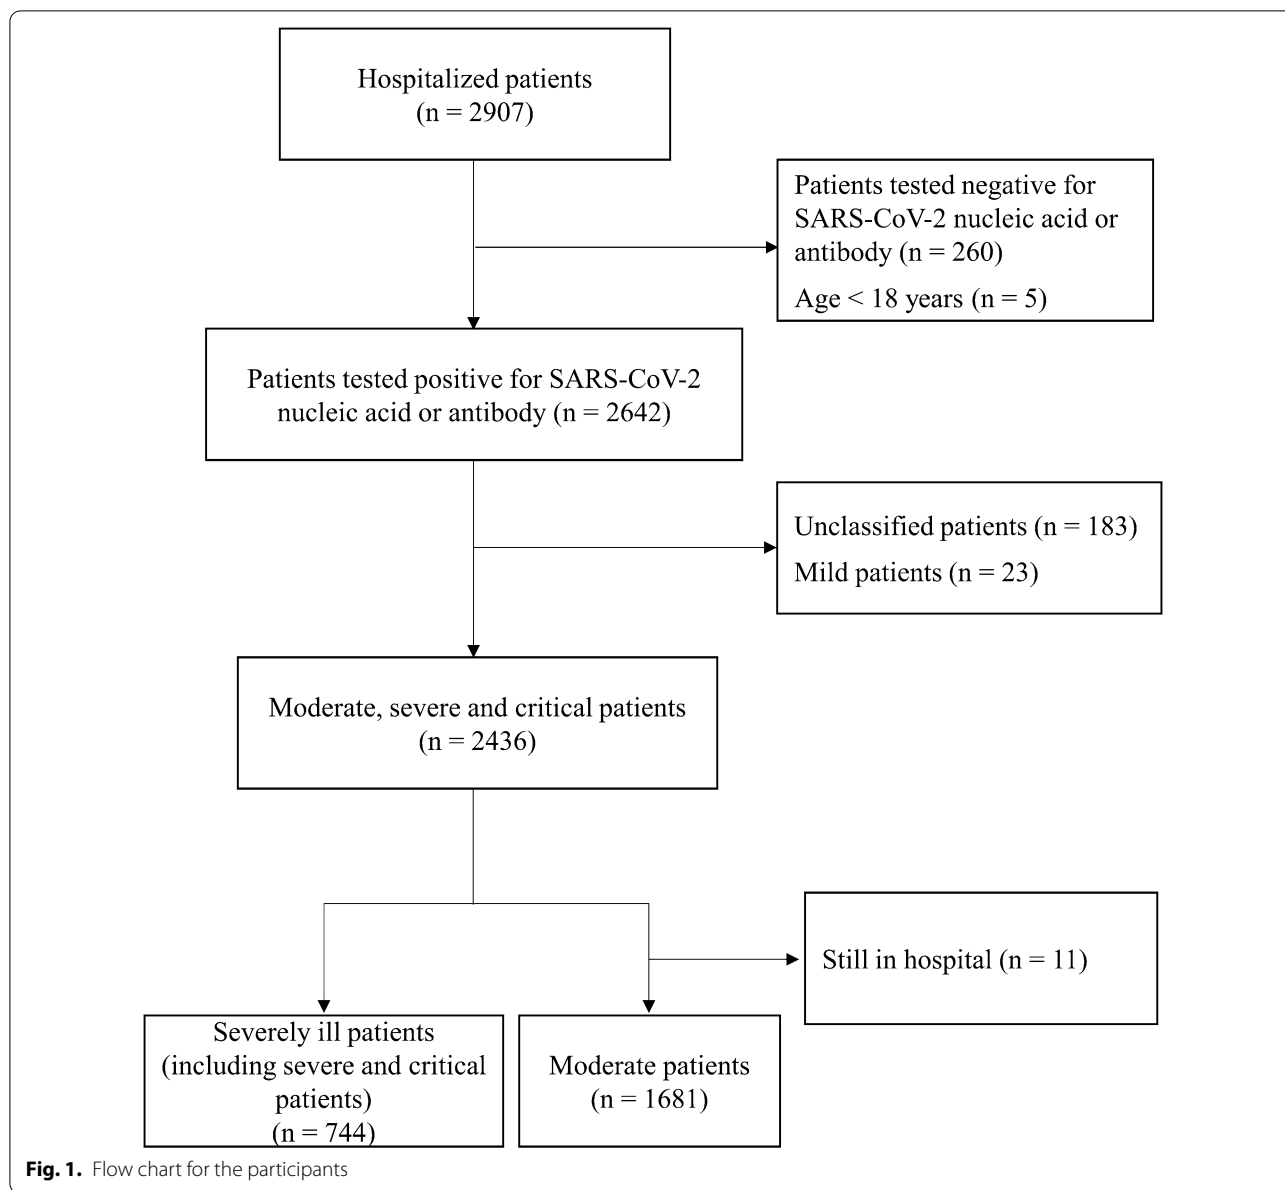 Hospitalized patients
(n = 2907)
Patients tested negative for
SARS-CoV-2 nucleic acid or
antibody (n = 260)
Age < 18 years (n = 5)
Patients tested positive for SARS-CoV-2
nucleic acid or antibody (n = 2642)
Unclassified patients (n = 183)
Mild patients (n = 23)
Moderate, severe and critical patients
(n = 2436)
Still in hospital (n = 11)
Severely ill patients
(including severe and critical
patients)
(n = 744)
Moderate patients
(n = 1681)
Fig. 1. Flow chart for the participants